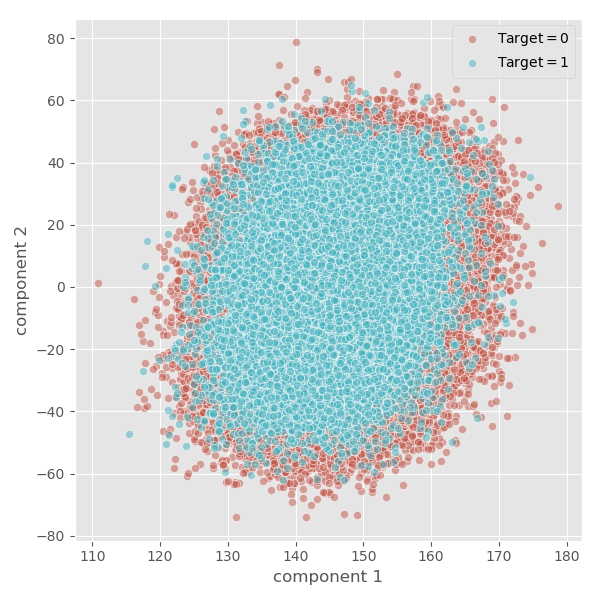 Target = 0
Target = 1
80
60
40
20
0
−20
−40
−60
−80
component 2
110 120 130 140 150 160 170 180
component 1